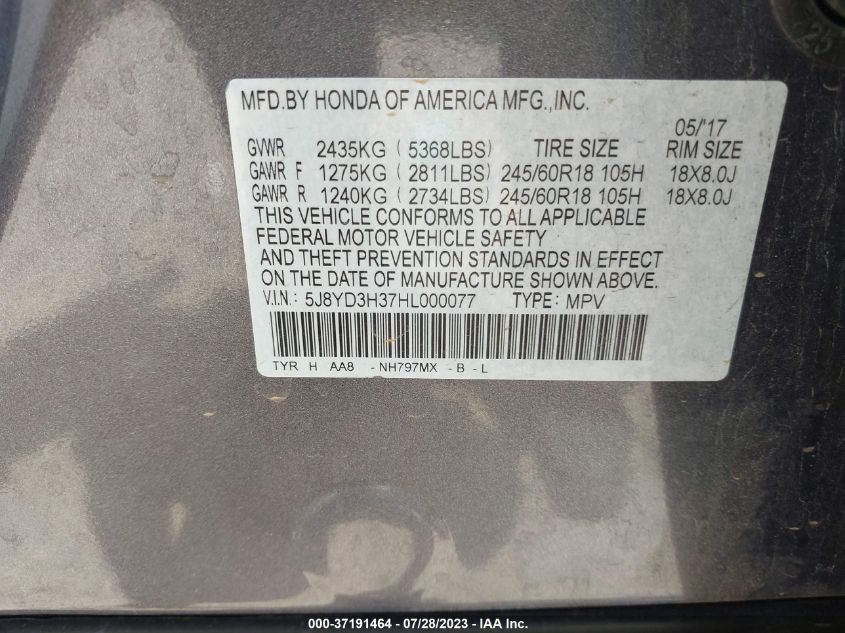 25
MFD.BY HONDA OF AMERICA MFG.,INC.
05/'17
GVWR 2435KG ( 5368LBS) TIRE SIZE RIM SIZE
GAWR F 1275KG ( 2811LBS) 245/60R18 105H 18X8.0J
GAWR R 1240KG ( 2734LBS) 245/60R18 105H 18X8.0J
THIS VEHICLE CONFORMS TO ALL APPLICABLE
FEDERAL MOTOR VEHICLE SAFETY
AND THEFT PREVENTION STANDARDS IN EFFECT
ON THE DATE OF MANUFACTURE SHOWN ABOVE.
V.I.N.: 5J8YD3H37HL000077 TYPE: MPV
TYR H AA8 - NH797MX - B - L
000-37191464 - 07/28/2023 - IAA Inc.